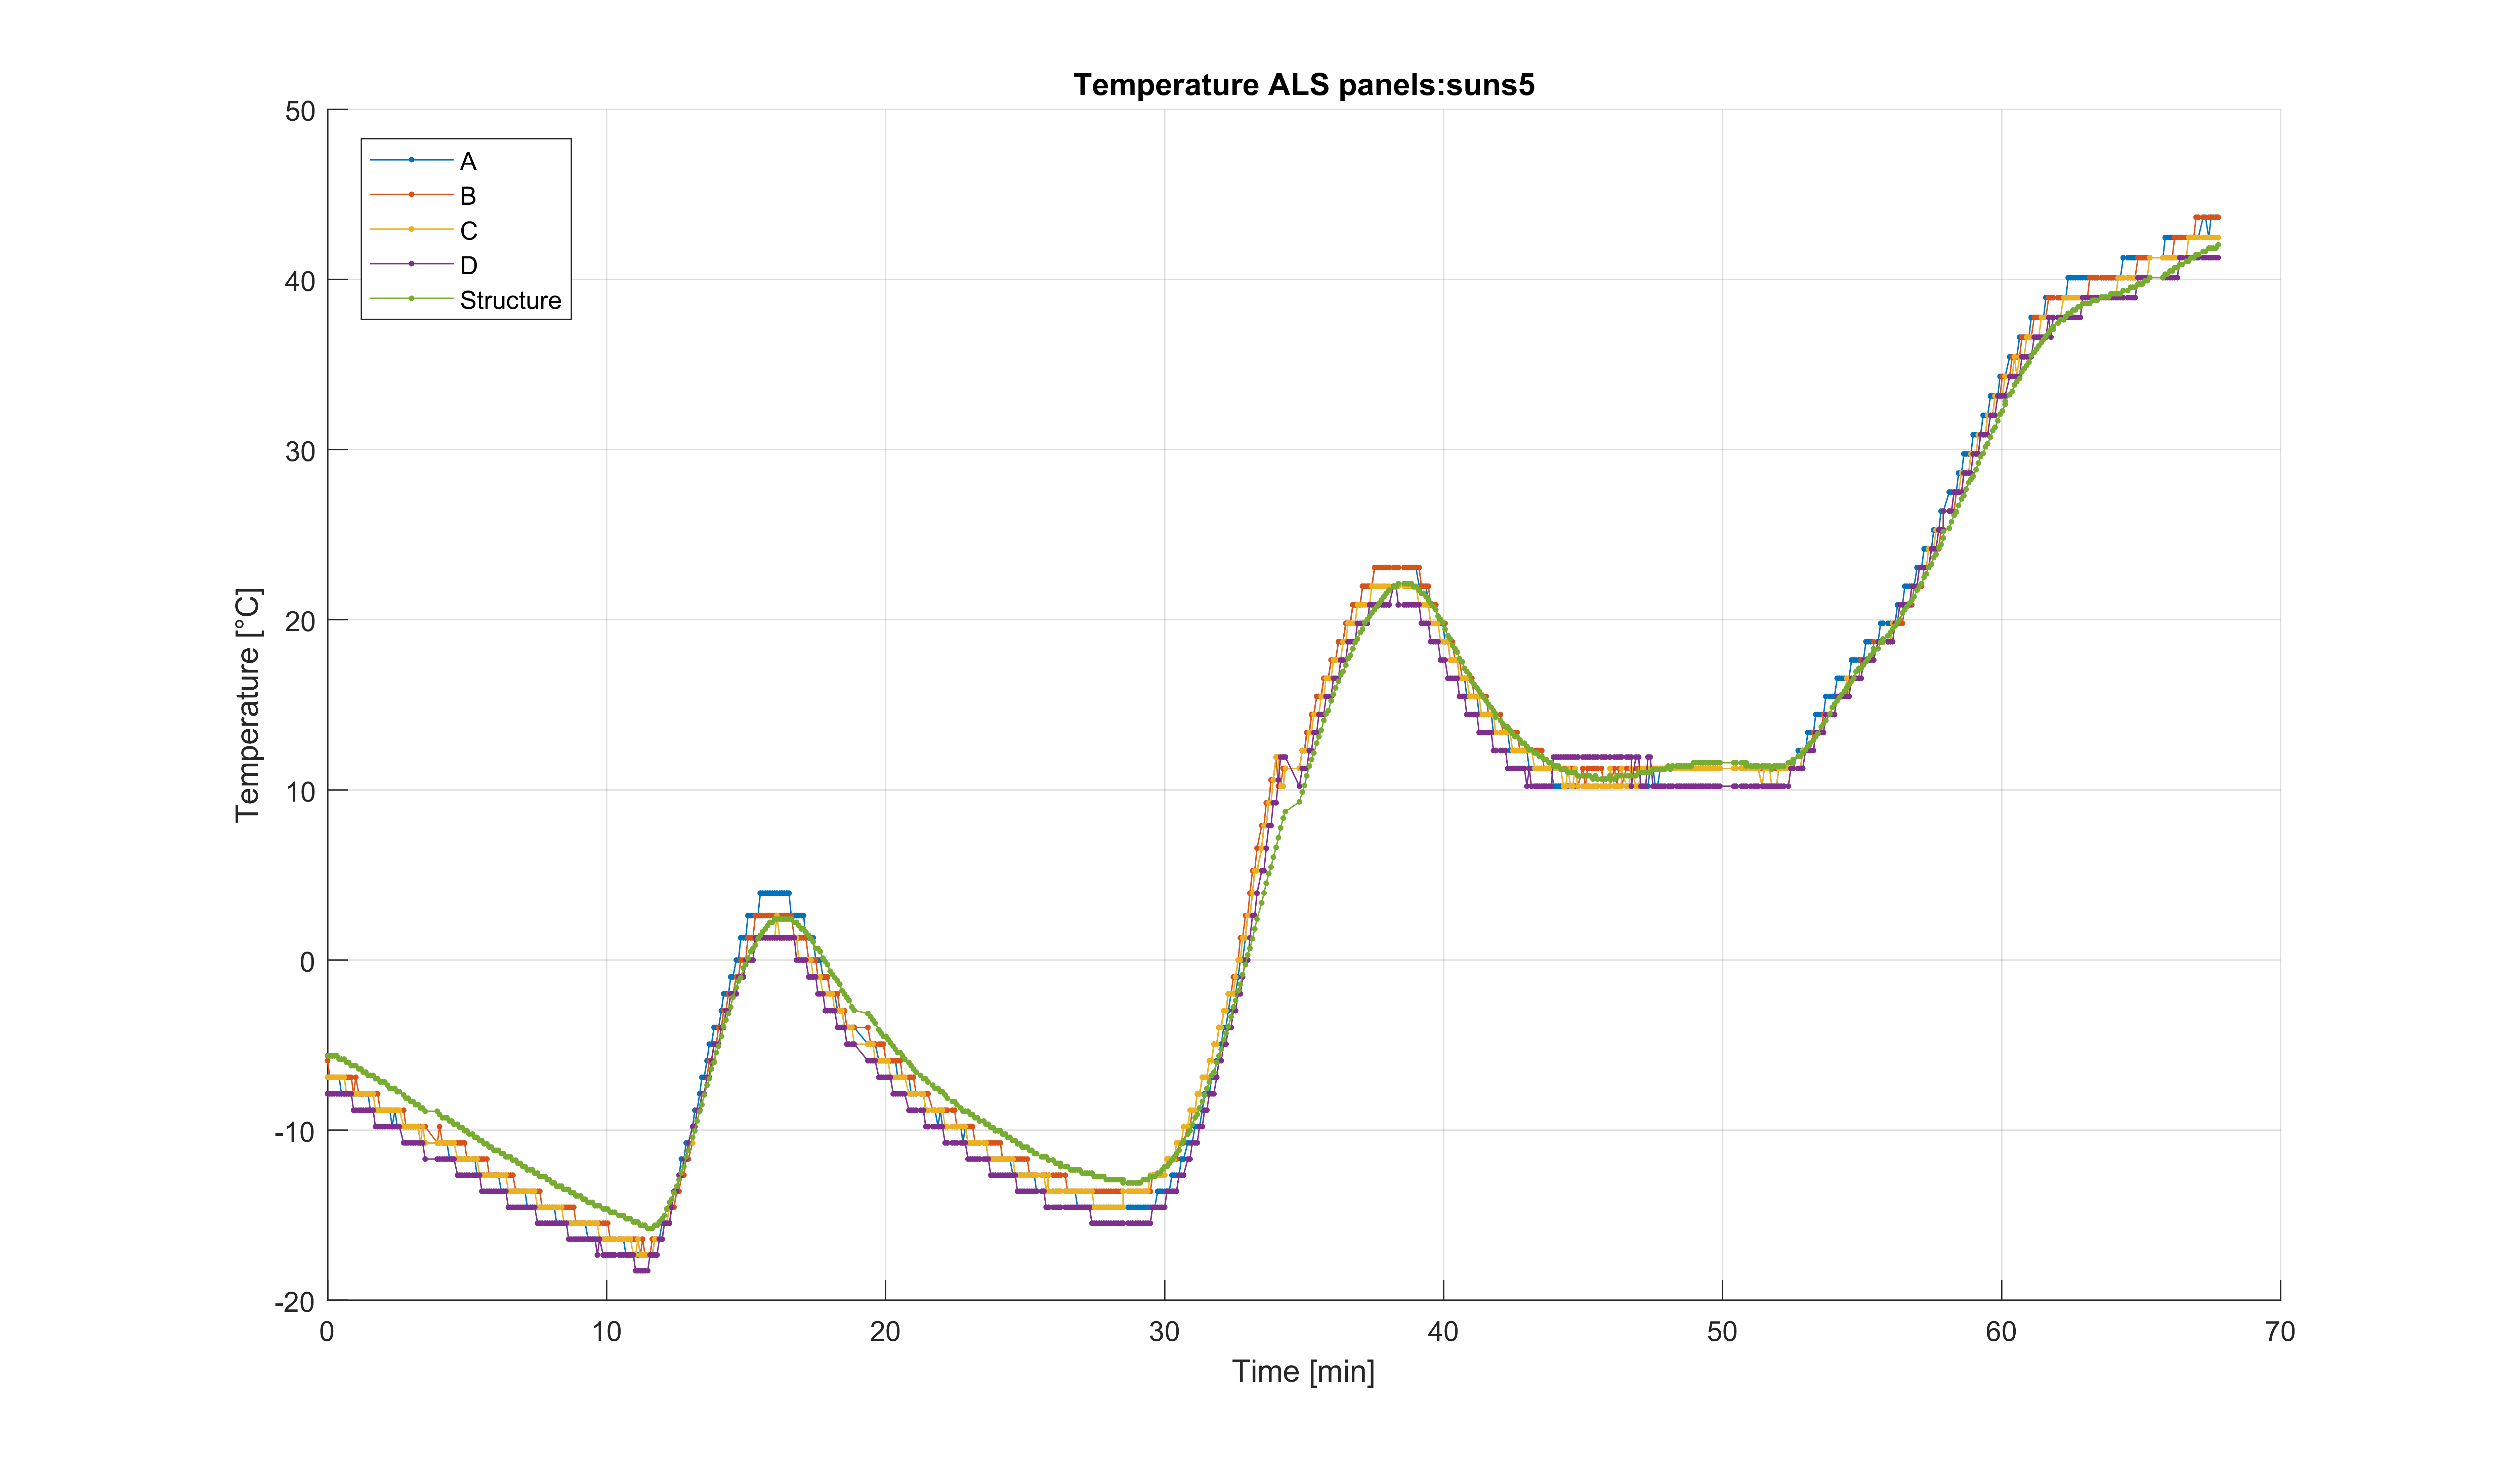 Temperature ALS panels:suns5
A
B
C
D
Structure
Temperature [°C]
50
40
30
20
10
0
-10
-20
0 10 20 30 40 50 60 70
Time [min]